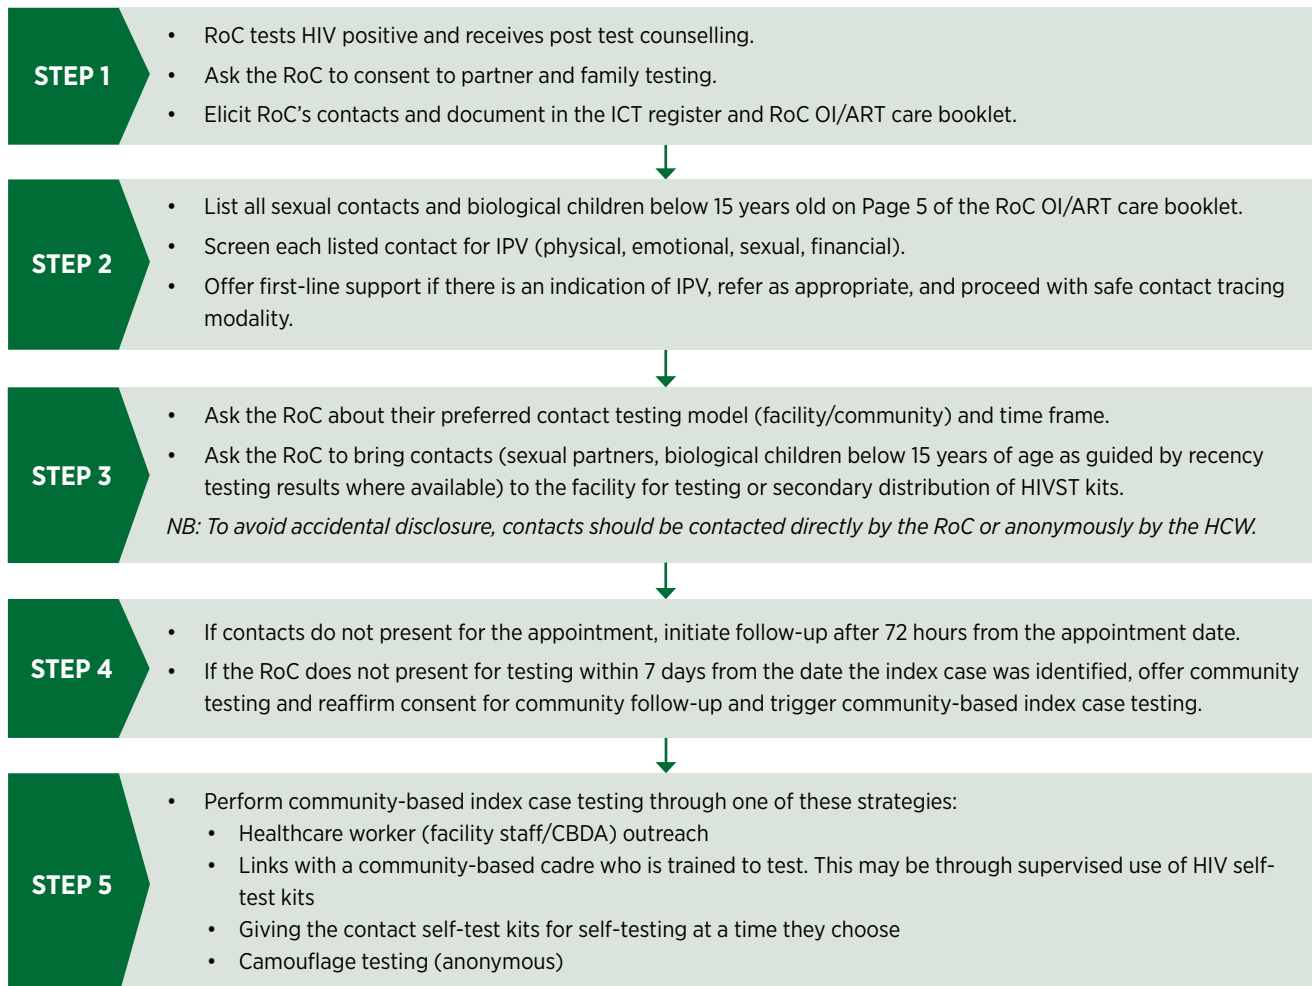 STEP 1
• RoC tests HIV positive and receives post test counselling.
• Ask the RoC to consent to partner and family testing.
• Elicit RoC's contacts and document in the ICT register and RoC OI/ART care booklet.
STEP 2
• List all sexual contacts and biological children below 15 years old on Page 5 of the RoC OI/ART care booklet.
• Screen each listed contact for IPV (physical, emotional, sexual, financial).
• Offer first-line support if there is an indication of IPV, refer as appropriate, and proceed with safe contact tracing
modality.
STEP 3
• Ask the RoC about their preferred contact testing model (facility/community) and time frame.
• Ask the RoC to bring contacts (sexual partners, biological children below 15 years of age as guided by recency
testing results where available) to the facility for testing or secondary distribution of HIVST kits.
NB: To avoid accidental disclosure, contacts should be contacted directly by the RoC or anonymously by the HCW.
STEP 4
• If contacts do not present for the appointment, initiate follow-up after 72 hours from the appointment date.
• If the RoC does not present for testing within 7 days from the date the index case was identified, offer community
testing and reaffirm consent for community follow-up and trigger community-based index case testing.
STEP 5
• Perform community-based index case testing through one of these strategies:
• Healthcare worker (facility staff/CBDA) outreach
• Links with a community-based cadre who is trained to test. This may be through supervised use of HIV self-
test kits
• Giving the contact self-test kits for self-testing at a time they choose
• Camouflage testing (anonymous)